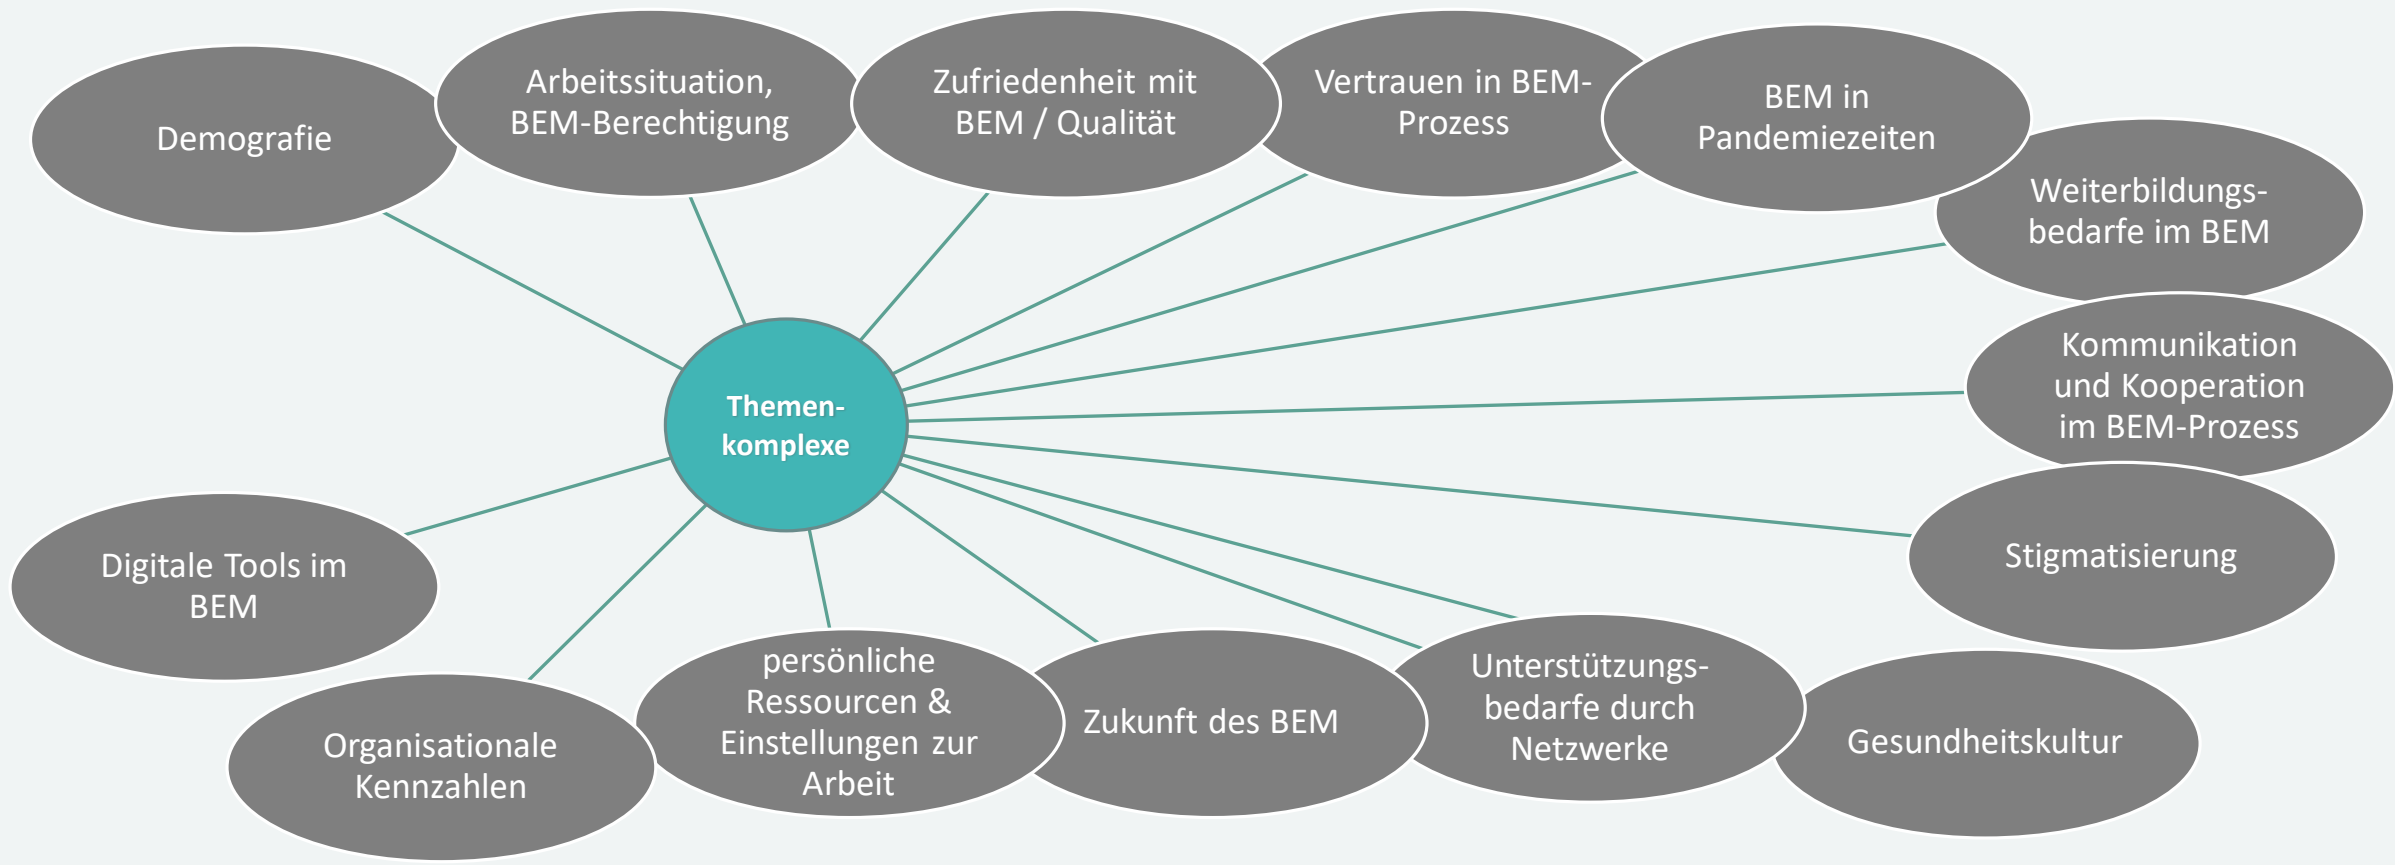 Demografie
Arbeitssituation,
BEM-Berechtigung
Zufriedenheit mit
BEM / Qualität
Vertrauen in BEM-
Prozess
BEM in
Pandemiezeiten
Weiterbildungs-
bedarfe im BEM
Kommunikation
und Kooperation
im BEM-Prozess
Stigmatisierung
Themen-
komplexe
Digitale Tools im
BEM
Organisationale
Kennzahlen
persönliche
Ressourcen &
Einstellungen zur
Arbeit
Zukunft des BEM
Unterstützungs-
bedarfe durch
Netzwerke
Gesundheitskultur